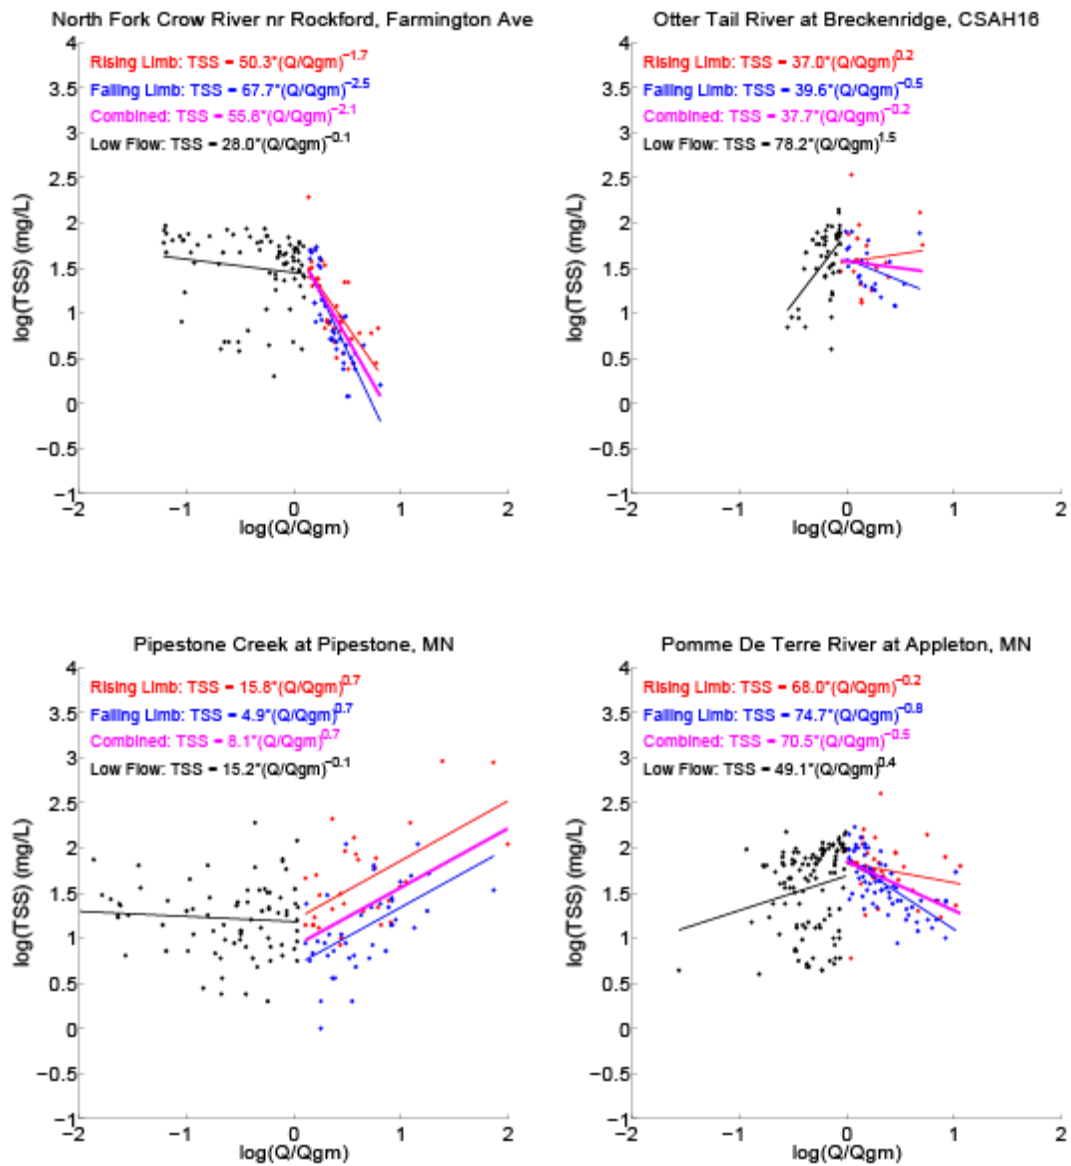 North Fork Crow River nr Rockford, Farmington Ave
Rising Limb: TSS = 50.3*(Q/Qgm)^−1.7
Falling Limb: TSS = 67.7*(Q/Qgm)^−2.5
Combined: TSS = 55.8*(Q/Qgm)^−2.1
Low Flow: TSS = 28.0*(Q/Qgm)^−0.1
log(TSS) (mg/L)
4
3.5
3
2.5
2
1.5
1
0.5
0
−0.5
−1
−2
−1
0
1
2
log(Q/Qgm)
Otter Tail River at Breckenridge, CSAH16
Rising Limb: TSS = 37.0*(Q/Qgm)^0.2
Falling Limb: TSS = 39.6*(Q/Qgm)^−0.5
Combined: TSS = 37.7*(Q/Qgm)^−0.2
Low Flow: TSS = 78.2*(Q/Qgm)^1.5
log(TSS) (mg/L)
4
3.5
3
2.5
2
1.5
1
0.5
0
−0.5
−1
−2
−1
0
1
2
log(Q/Qgm)
Pipestone Creek at Pipestone, MN
Rising Limb: TSS = 15.8*(Q/Qgm)^0.7
Falling Limb: TSS = 4.9*(Q/Qgm)^0.7
Combined: TSS = 8.1*(Q/Qgm)^0.7
Low Flow: TSS = 15.2*(Q/Qgm)^−0.1
log(TSS) (mg/L)
4
3.5
3
2.5
2
1.5
1
0.5
0
−0.5
−1
−2
−1
0
1
2
log(Q/Qgm)
Pomme De Terre River at Appleton, MN
Rising Limb: TSS = 68.0*(Q/Qgm)^−0.2
Falling Limb: TSS = 74.7*(Q/Qgm)^−0.8
Combined: TSS = 70.5*(Q/Qgm)^−0.5
Low Flow: TSS = 49.1*(Q/Qgm)^0.4
log(TSS) (mg/L)
4
3.5
3
2.5
2
1.5
1
0.5
0
−0.5
−1
−2
−1
0
1
2
log(Q/Qgm)